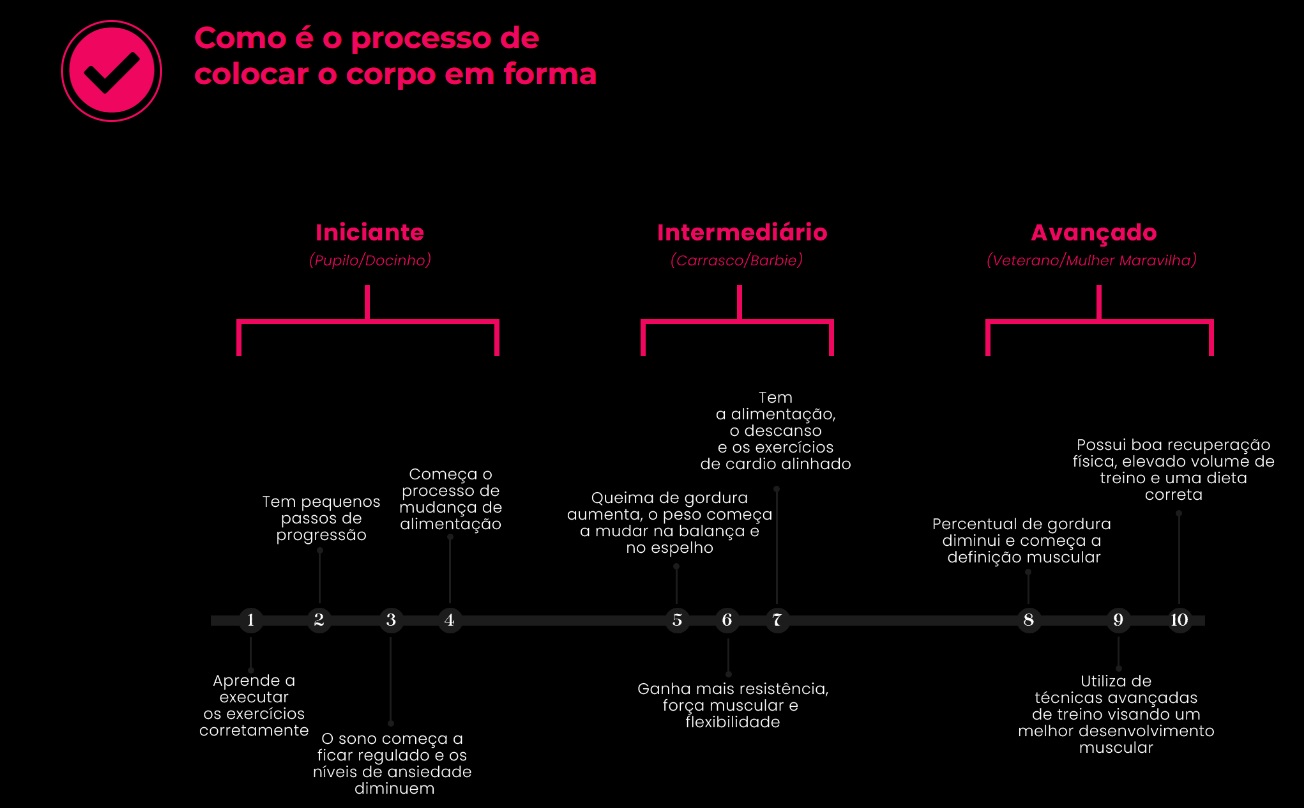 Como é o processo de
colocar o corpo em forma
Iniciante
(Pupilo/Docinho)
Intermediário
(Carrasco/Barbie)
Avançado
(Veterano/Mulher Maravilha)
1
Aprende a
executar
os exercícios
corretamente
2
Tem pequenos
passos de
progressão
3
O sono começa a
ficar regulado e os
níveis de ansiedade
diminuem
4
Começa o
processo de
mudança de
alimentação
5
Queima de gordura
aumenta, o peso começa
a mudar na balança e
no espelho
6
Ganha mais resistência,
força muscular e
flexibilidade
7
Tem
a alimentação,
o descanso
e os exercícios
de cardio alinhado
8
Percentual de gordura
diminui e começa a
definição muscular
9
Utiliza de
técnicas avançadas
de treino visando um
melhor desenvolvimento
muscular
10
Possui boa recuperação
física, elevado volume de
treino e uma dieta
correta